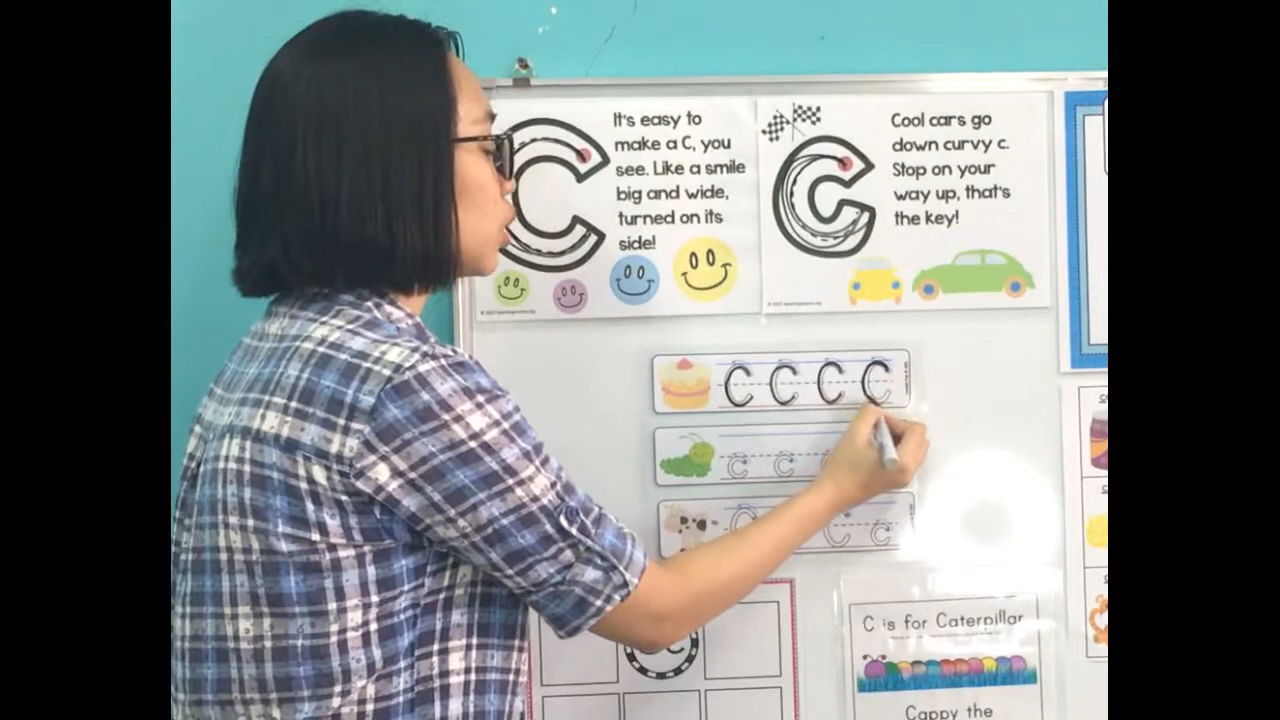 C
It's easy to
make a C, you
see. Like a smile
big and wide,
turned on its
side!
c
Cool cars go
down curvy c.
Stop on your
way up, that's
the key!
C C C C
c c
C c
C is for Caterpillar
Cappy the